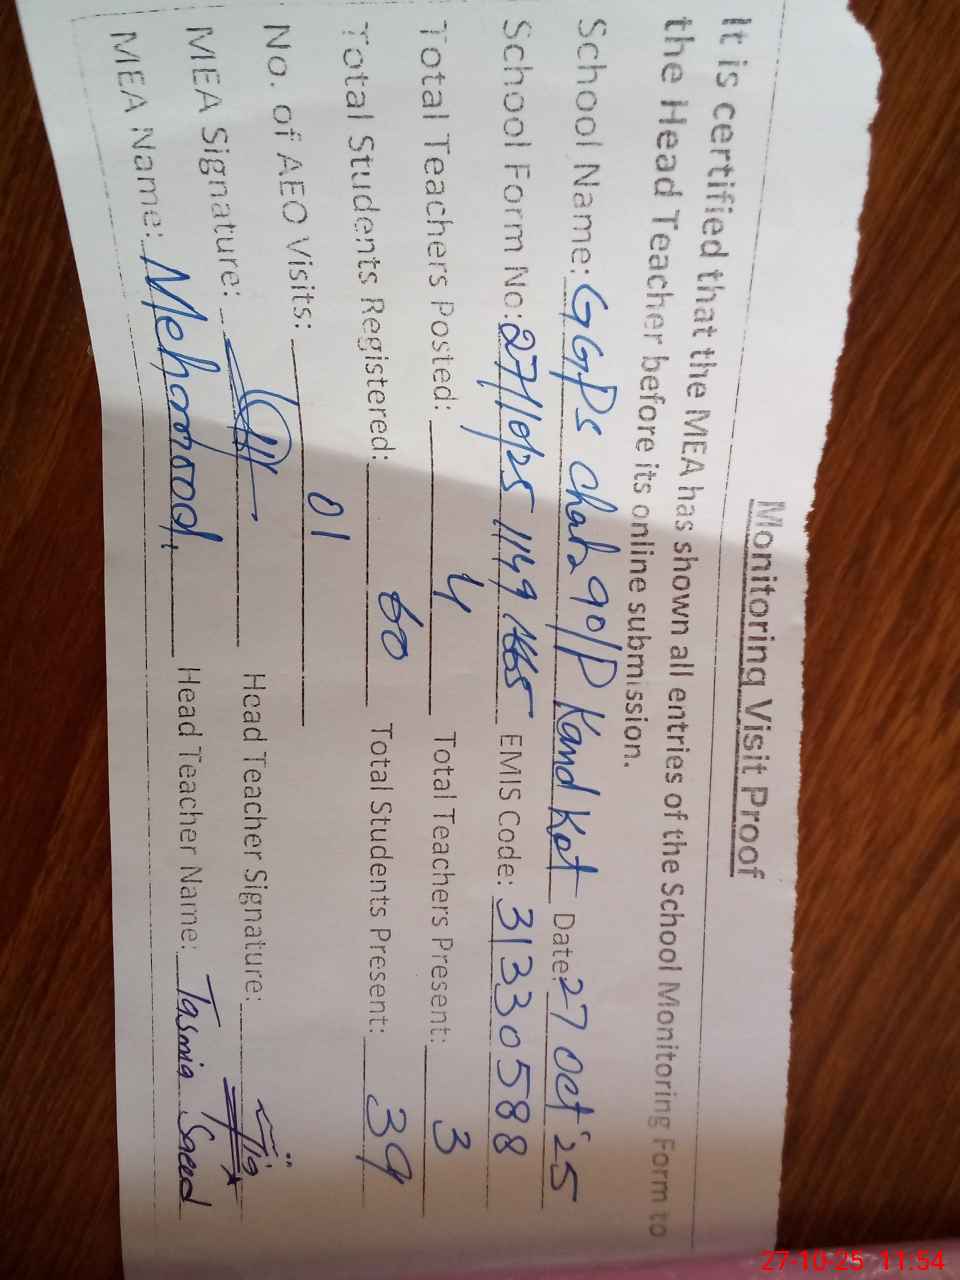 Monitoring Visit Proof
It is certified that the MEA has shown all entries of the School Monitoring Form to
the Head Teacher before its online submission.
School Name: GGPS chak 290/P Kand Kot Date: 27 Oct '25
School Form No: 27/10/25 1149 EMIS Code: 31330588
Total Teachers Posted: 4 Total Teachers Present: 3
Total Students Registered: 60 Total Students Present: 39
No. of AEO Visits: 01
MEA Signature: Head Teacher Signature:
MEA Name: Mehmood Head Teacher Name: Tasmia Saeed
27-10-25 11:54